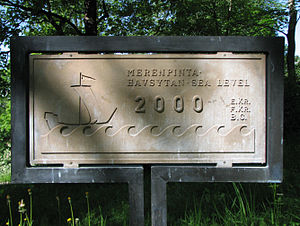 MERENPINTA-
HAVSYTAN-SEA LEVEL
2000
E.KR.
F.KR.
B.C.